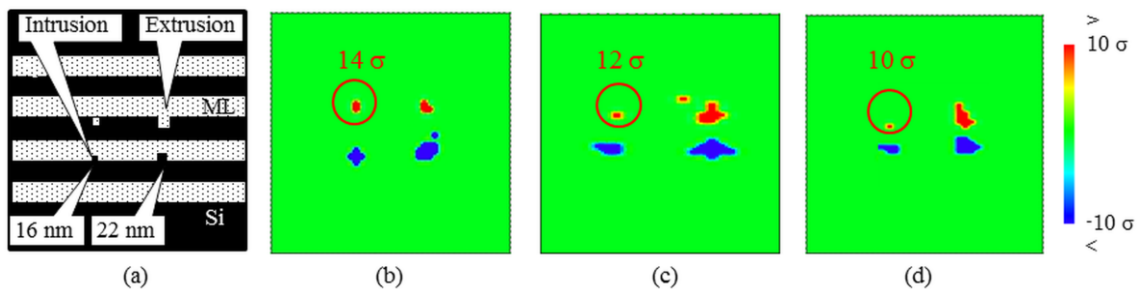 Intrusion
Extrusion
ML
16 nm
22 nm
Si
14 σ
12 σ
10 σ
>
10 σ
-10 σ
<
(a)
(b)
(c)
(d)